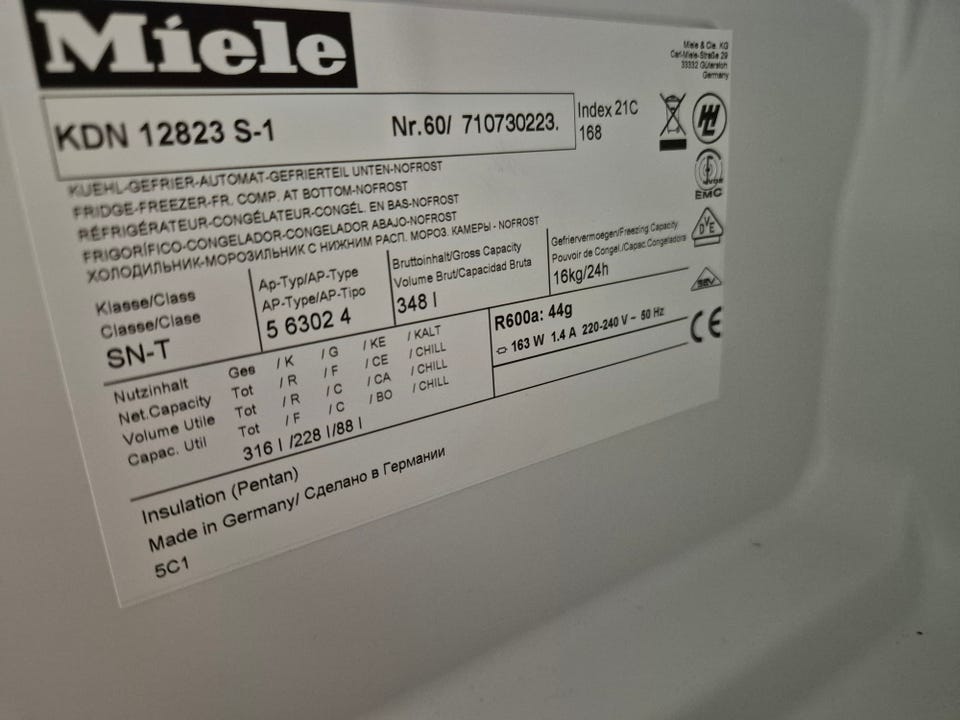 Miele
Miele & Cie. KG
Carl-Miele-Straße 29
33332 Gütersloh
Germany
KDN 12823 S-1 Nr.60/ 710730223.
Index 21C
168
KUEHL-GEFRIER-AUTOMAT-GEFRIERTEIL UNTEN-NOFROST
FRIDGE-FREEZER-FR. COMP. AT BOTTOM-NOFROST
RÉFRIGÉRATEUR-CONGÉLATEUR-CONGÉL. EN BAS-NOFROST
FRIGORÍFICO-CONGELADOR-CONGELADOR ABAJO-NOFROST
ХОЛОДИЛЬНИК-МОРОЗИЛЬНИК С НИЖНИМ РАСП. МОРОЗ. КАМЕРЫ - NOFROST
EMC
DVE
SEV
CE
Klasse/Class
Classe/Clase
SN-T
Ap-Typ/AP-Type
AP-Type/AP-Tipo
5 6302 4
Bruttoinhalt/Gross Capacity
Volume Brut/Capacidad Bruta
348 l
Gefriervermoegen/Freezing Capacity
Pouvoir de Congel./Capac.Congeladora
16kg/24h
Nutzinhalt Ges / K / G / KE / KALT
Net.Capacity Tot / R / F / CE / CHILL
Volume Utile Tot / R / C / CA / CHILL
Capac. Util Tot / F / C / BO / CHILL
316 l /228 l/88 l
R600a: 44g
163 W 1.4 A 220-240 V ~ 50 Hz
Insulation (Pentan)
Made in Germany/ Сделано в Германии
5C1